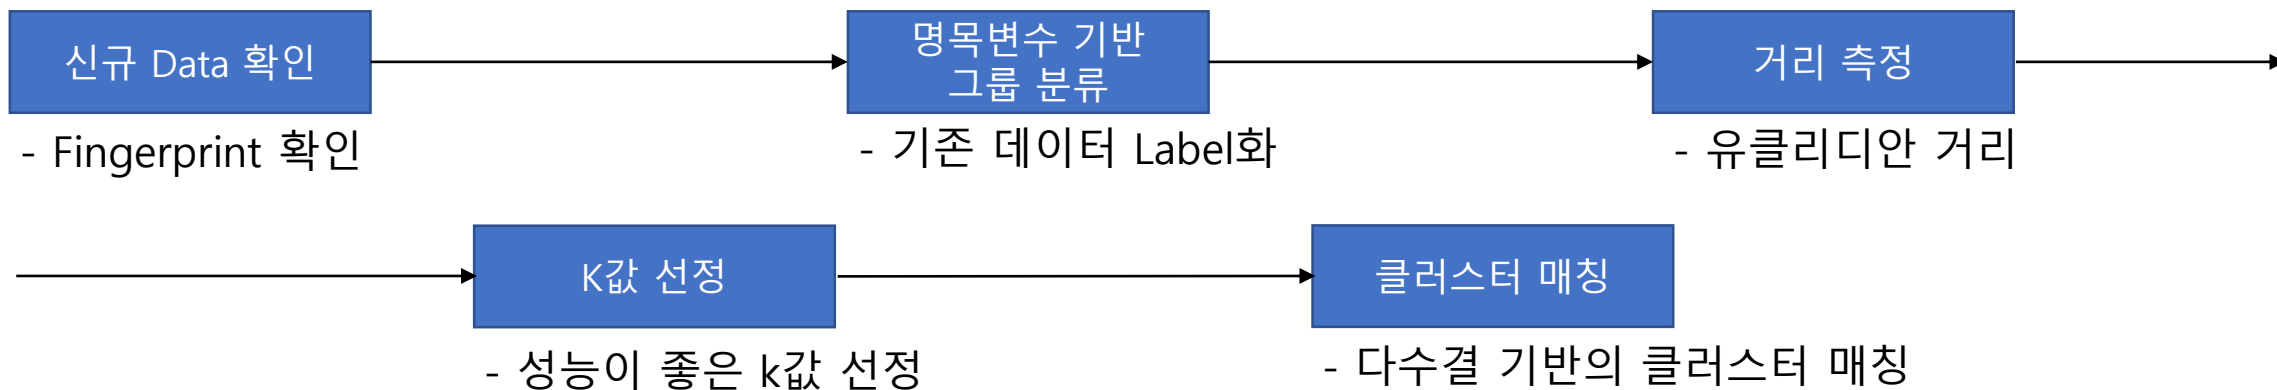 신규 Data 확인
명목변수 기반
그룹 분류
거리 측정
- Fingerprint 확인
- 기존 데이터 Label화
- 유클리디안 거리
K값 선정
클러스터 매칭
- 성능이 좋은 k값 선정
- 다수결 기반의 클러스터 매칭